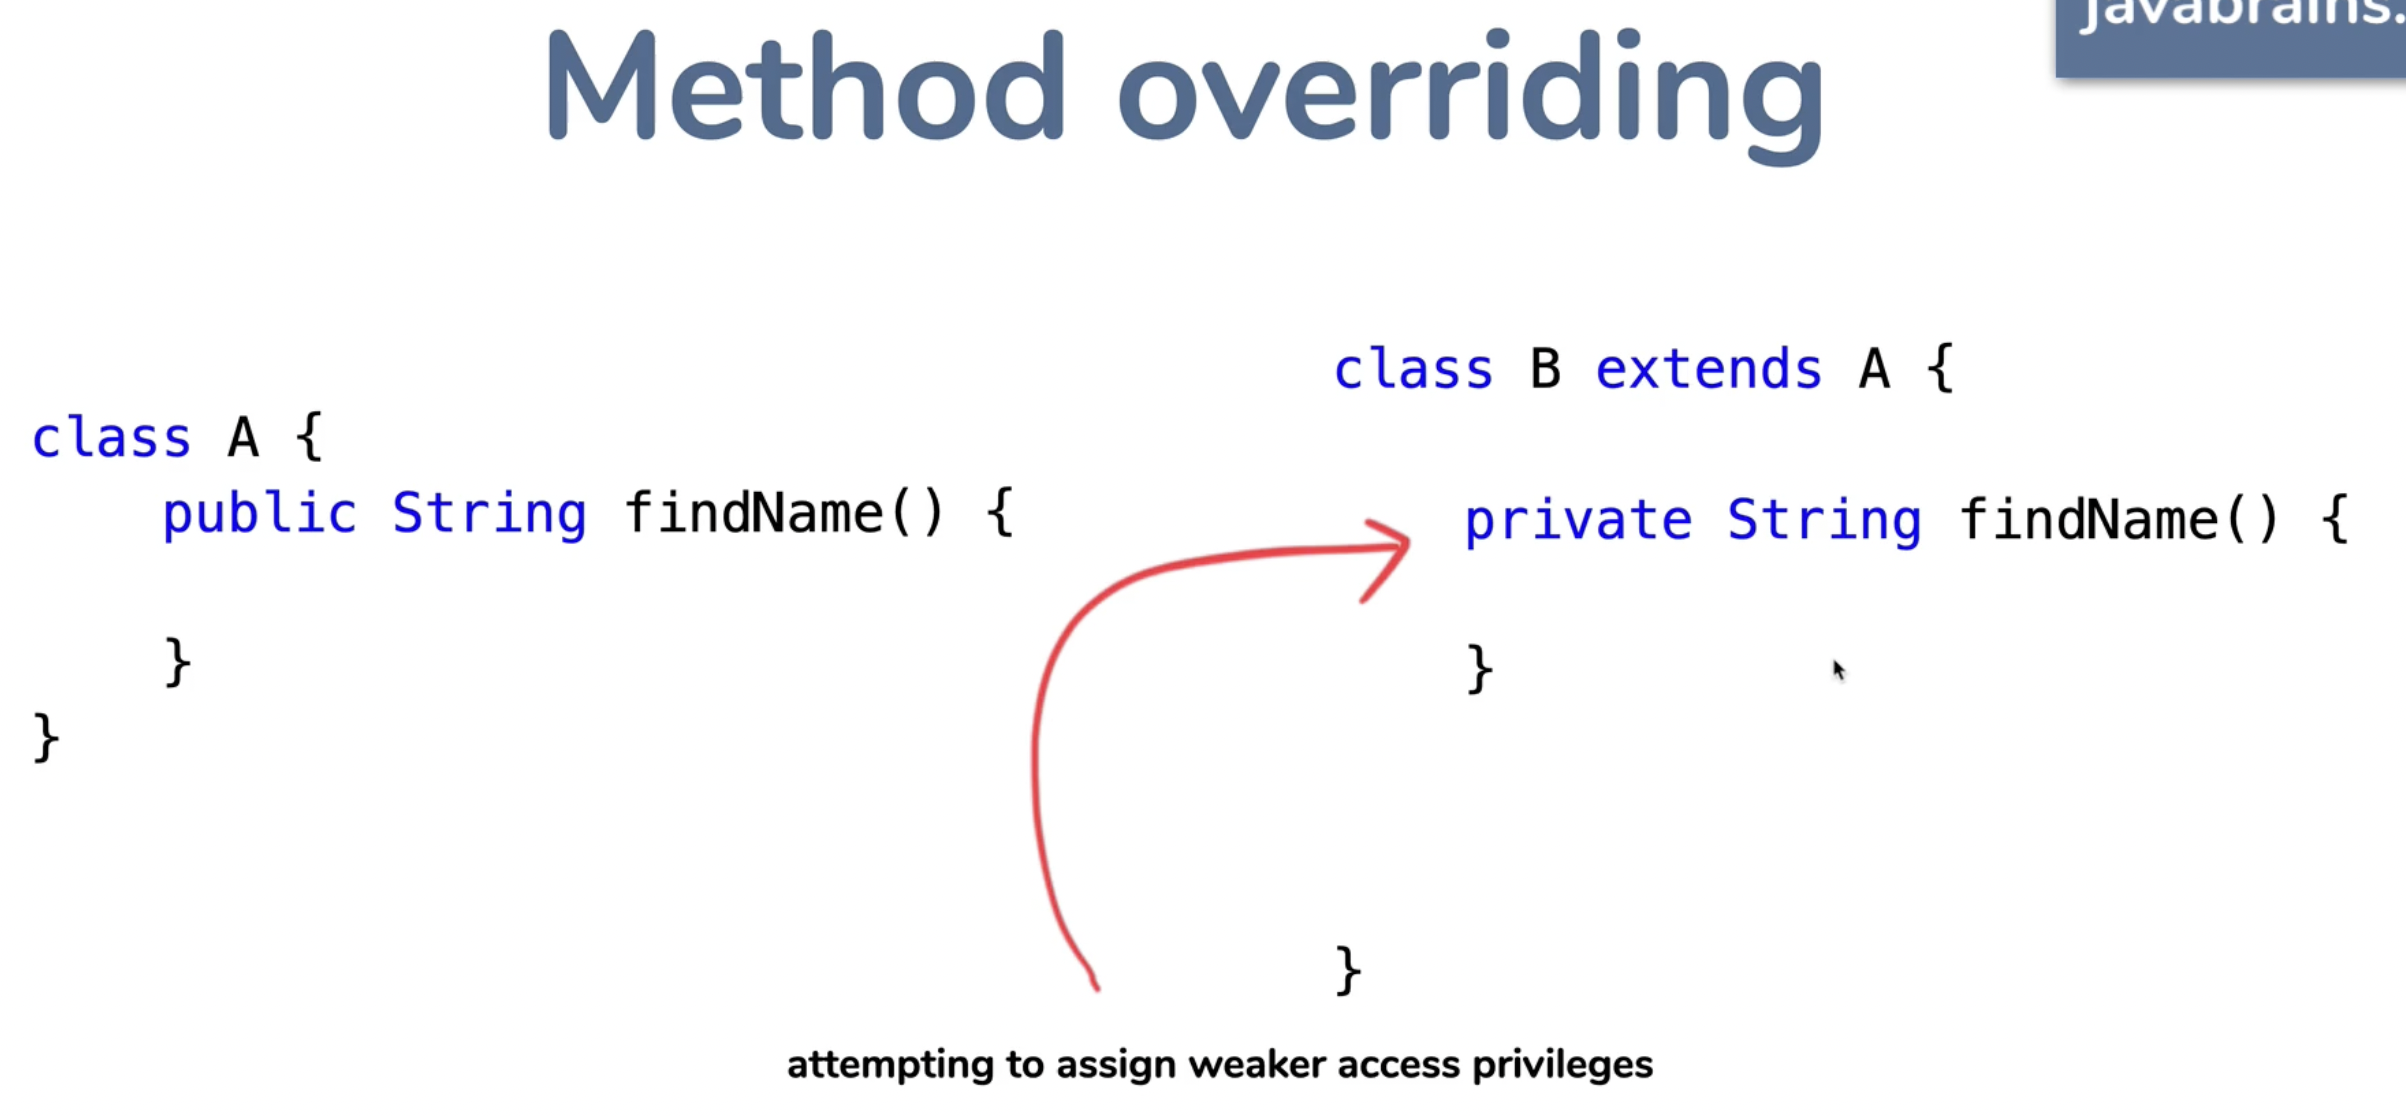 javabrains.
Method overriding
class A {
public String findName() {
}
}
class B extends A {
private String findName() {
}
}
attempting to assign weaker access privileges